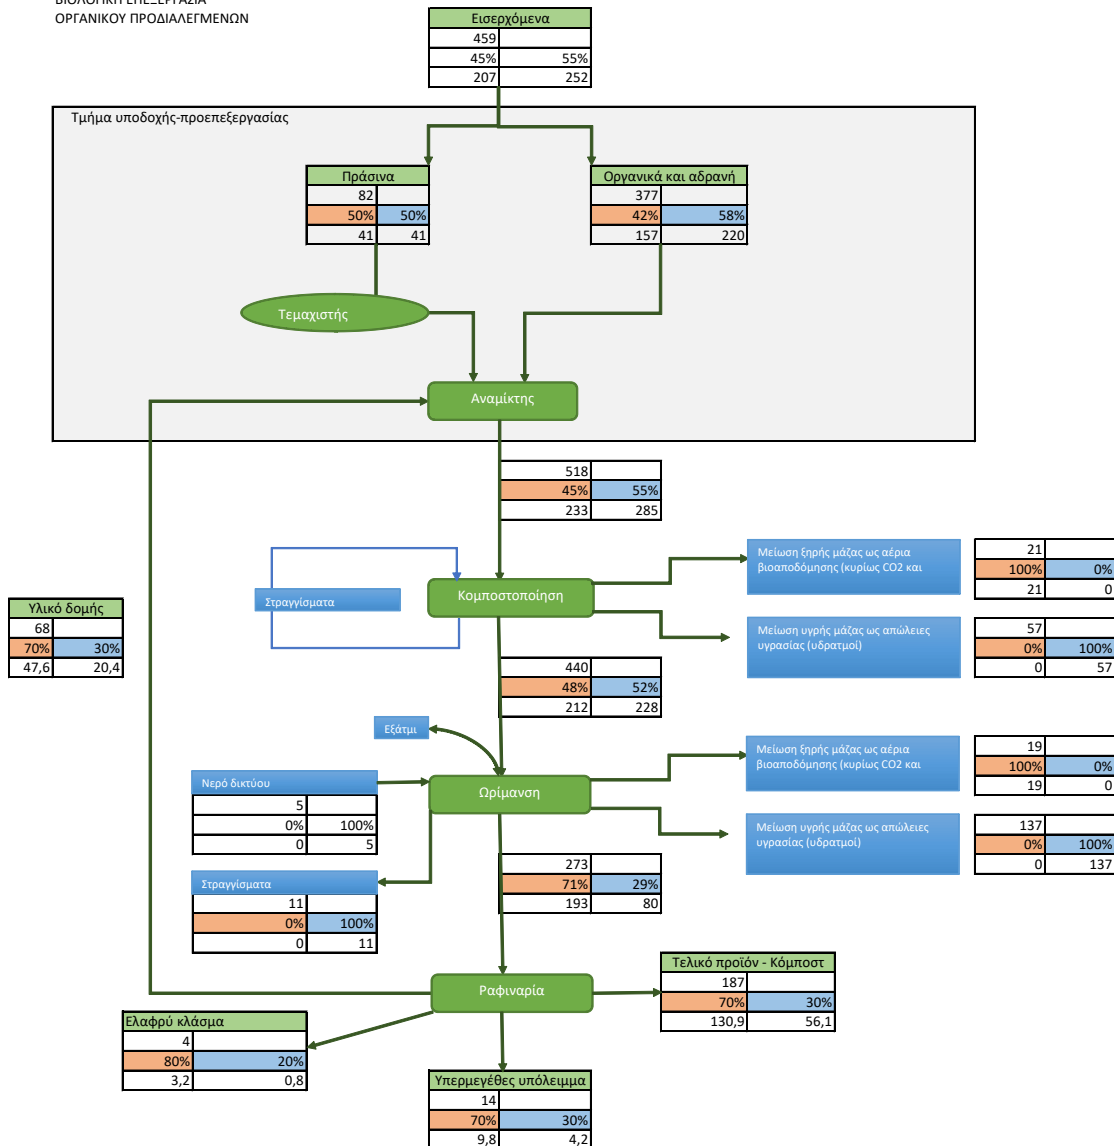 ΒΙΟΛΟΓΙΚΗ ΕΠΕΞΕΡΓΑΣΙΑ
ΟΡΓΑΝΙΚΟΥ ΠΡΟΔΙΑΛΕΓΜΕΝΩΝ
Εισερχόμενα
459
45% 55%
207 252
Τμήμα υποδοχής-προεπεξεργασίας
Πράσινα
82
50% 50%
41 41
Οργανικά και αδρανή
377
42% 58%
157 220
Τεμαχιστής
Αναμίκτης
518
45% 55%
233 285
Μείωση ξηρής μάζας ως αέρια
βιοαποδόμησης (κυρίως CO2 και
21
100% 0%
21 0
Στραγγίσματα
Κομποστοποίηση
Υλικό δομής
68
70% 30%
47,6 20,4
Μείωση υγρής μάζας ως απώλειες
υγρασίας (υδρατμοί)
57
0% 100%
0 57
440
48% 52%
212 228
Εξάτμι
Μείωση ξηρής μάζας ως αέρια
βιοαποδόμησης (κυρίως CO2 και
19
100% 0%
19 0
Νερό δικτύου
5
0% 100%
0 5
Ωρίμανση
Μείωση υγρής μάζας ως απώλειες
υγρασίας (υδρατμοί)
137
0% 100%
0 137
273
71% 29%
193 80
Στραγγίσματα
11
0% 100%
0 11
Ραφιναρία
Τελικό προϊόν - Κόμποστ
187
70% 30%
130,9 56,1
Ελαφρύ κλάσμα
4
80% 20%
3,2 0,8
Υπερμεγέθες υπόλειμμα
14
70% 30%
9,8 4,2